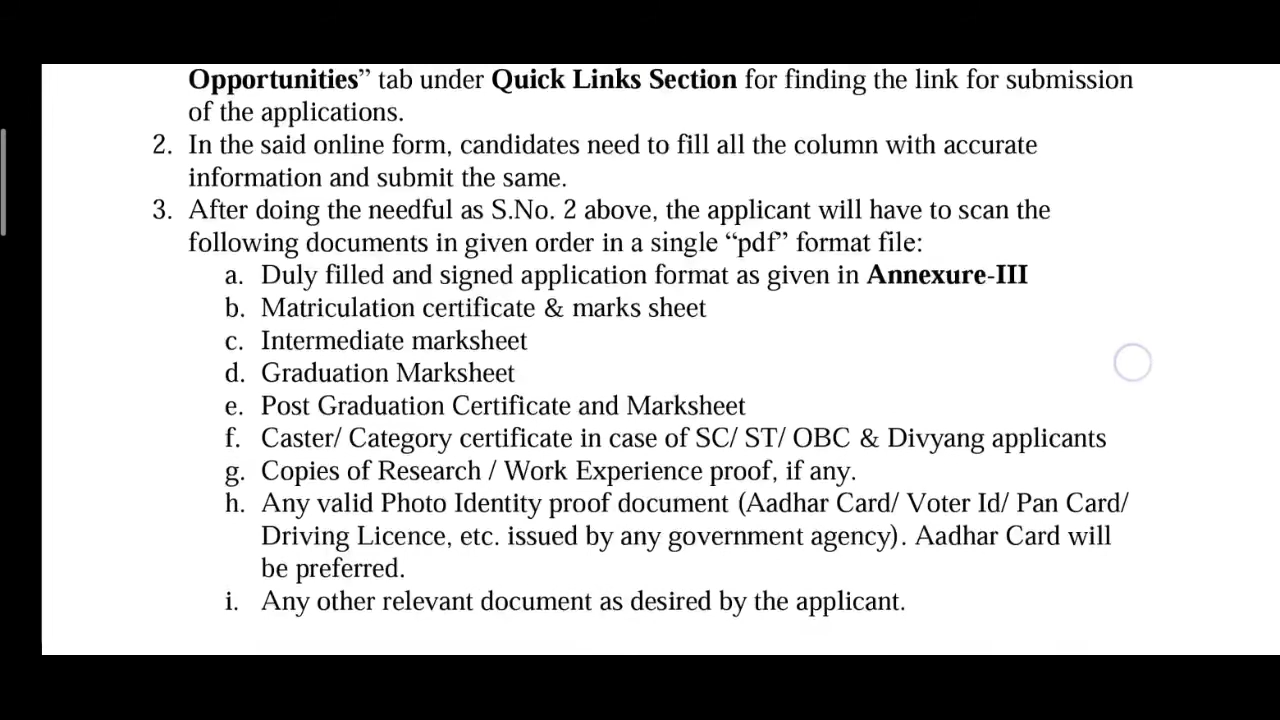 Opportunities” tab under Quick Links Section for finding the link for submission
of the applications.
2. In the said online form, candidates need to fill all the column with accurate
information and submit the same.
3. After doing the needful as S.No. 2 above, the applicant will have to scan the
following documents in given order in a single “pdf” format file:
a. Duly filled and signed application format as given in Annexure-III
b. Matriculation certificate & marks sheet
c. Intermediate marksheet
d. Graduation Marksheet
e. Post Graduation Certificate and Marksheet
f. Caster/ Category certificate in case of SC/ ST/ OBC & Divyang applicants
g. Copies of Research / Work Experience proof, if any.
h. Any valid Photo Identity proof document (Aadhar Card/ Voter Id/ Pan Card/
Driving Licence, etc. issued by any government agency). Aadhar Card will
be preferred.
i. Any other relevant document as desired by the applicant.